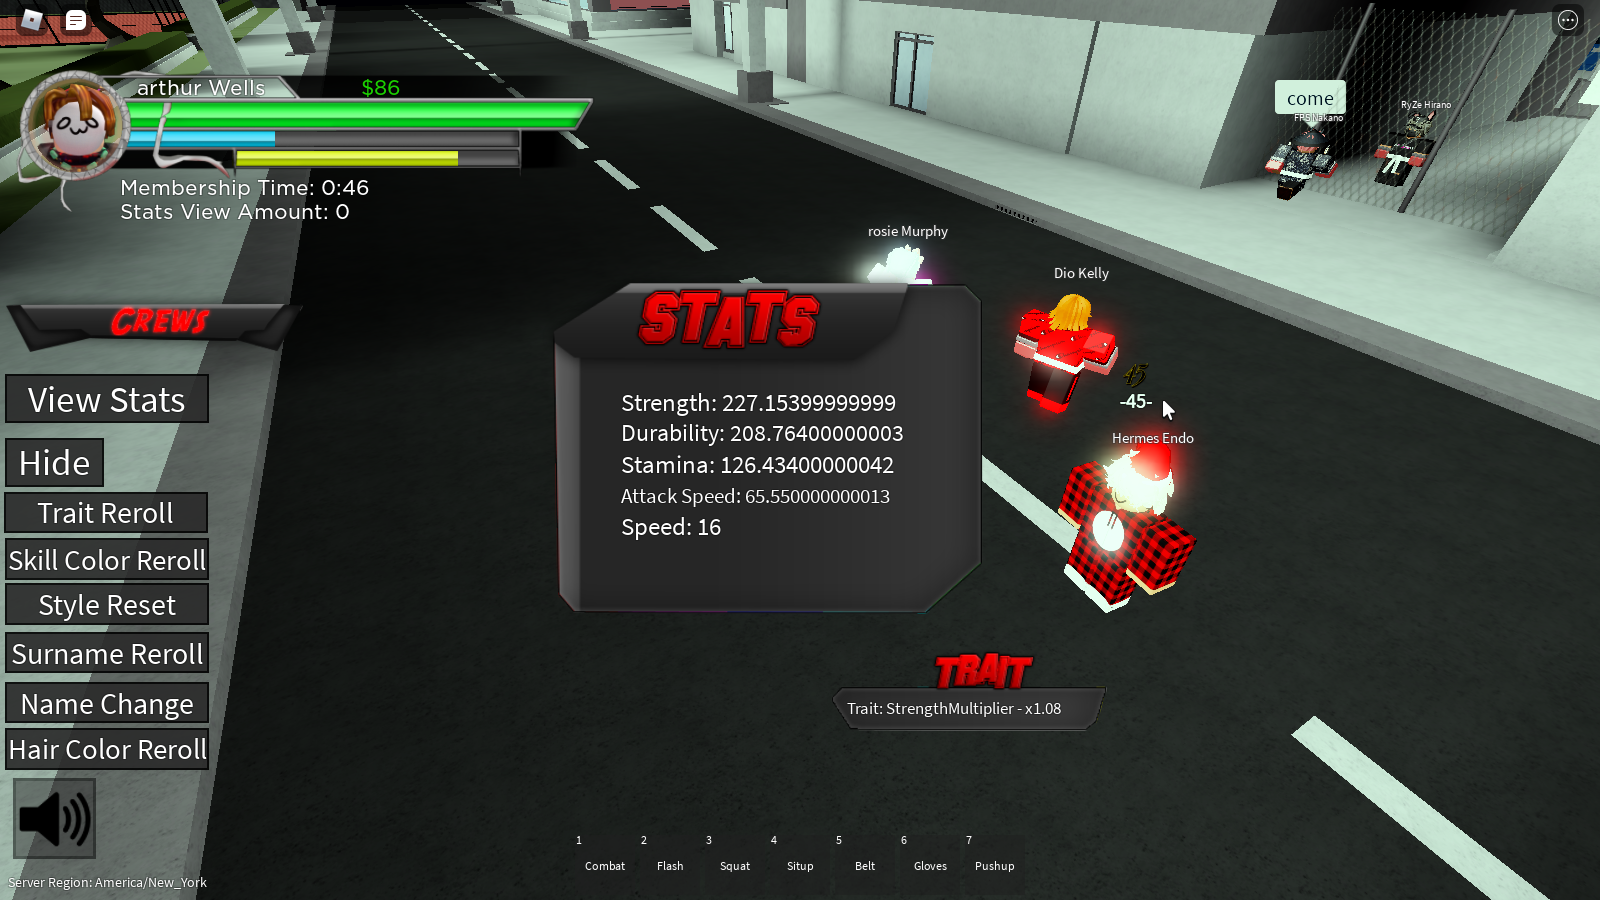 arthur Wells
$86
Membership Time: 0:46
Stats View Amount: 0
come
FPS Nakano
RyZe Hirano
rosie Murphy
Dio Kelly
45
-45-
Hermes Endo
CREWS
View Stats
Hide
Trait Reroll
Skill Color Reroll
Style Reset
Surname Reroll
Name Change
Hair Color Reroll
STATS
Strength: 227.15399999999
Durability: 208.76400000003
Stamina: 126.43400000042
Attack Speed: 65.550000000013
Speed: 16
TRAIT
Trait: StrengthMultiplier - x1.08
1 2 3 4 5 6 7
Combat Flash Squat Situp Belt Gloves Pushup
Server Region: America/New_York